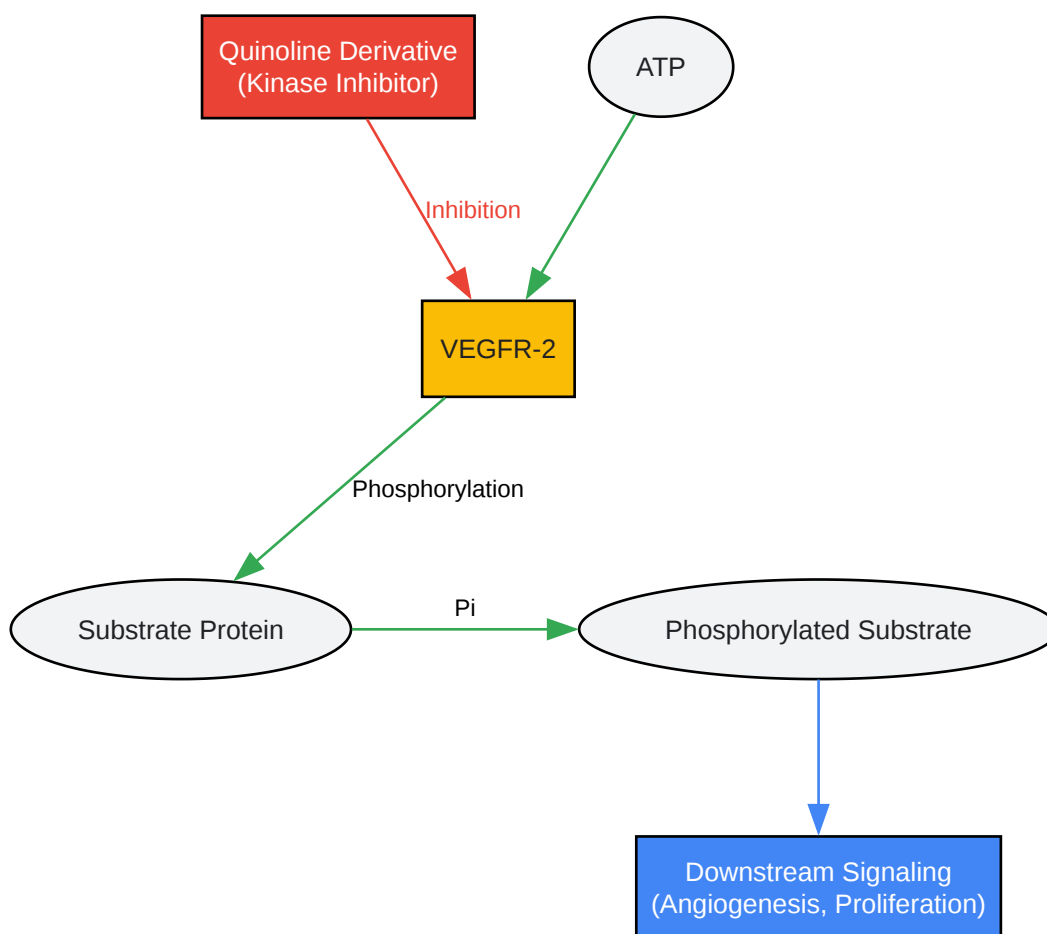 Quinoline Derivative
(Kinase Inhibitor)
ATP
Inhibition
VEGFR-2
Phosphorylation
Substrate Protein
Pi
Phosphorylated Substrate
Downstream Signaling
(Angiogenesis, Proliferation)